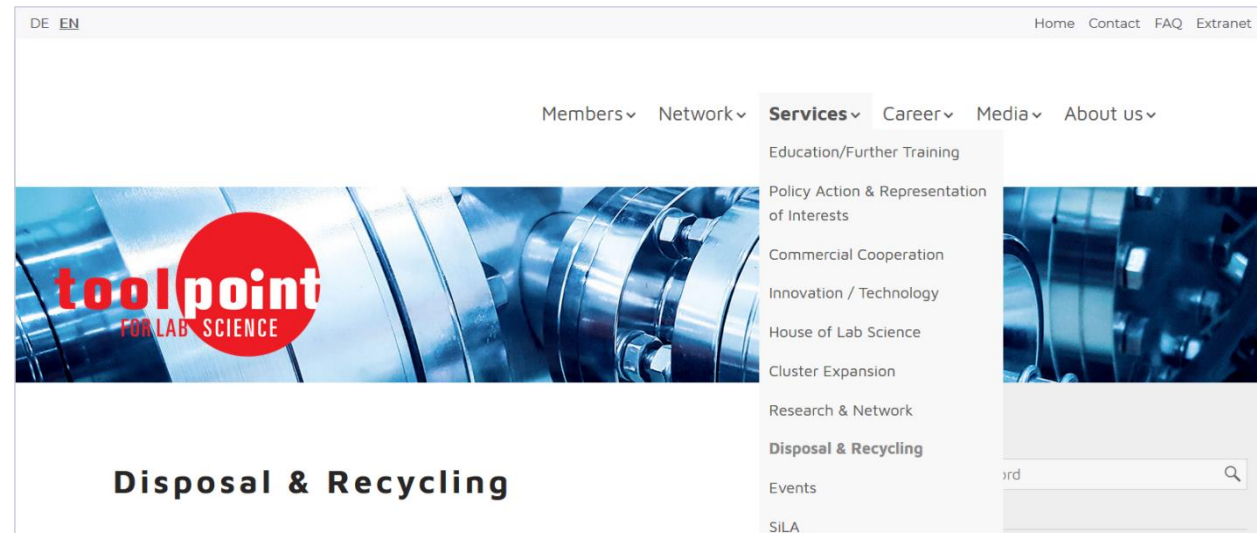 DE EN
Home Contact FAQ Extranet
Members Network Services Career Media About us
Education/Further Training
Policy Action & Representation
of Interests
Commercial Cooperation
Innovation / Technology
House of Lab Science
Cluster Expansion
Research & Network
Disposal & Recycling
Events
SiLA
toolpoint
FOR LAB SCIENCE
Disposal & Recycling